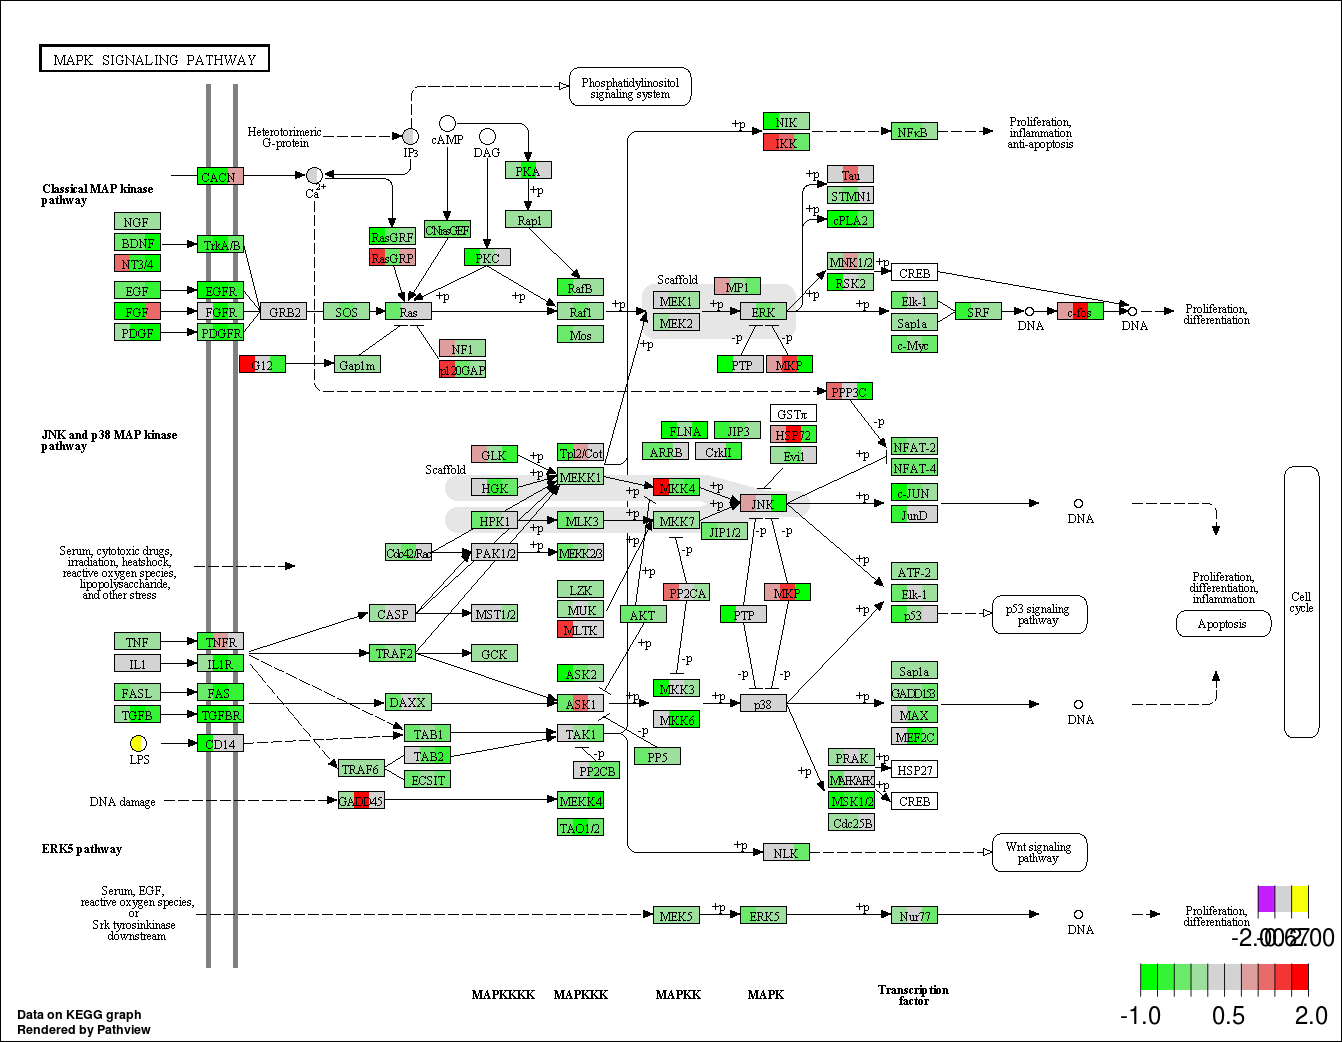 MAPK SIGNALING PATHWAY
Phosphatidylinositol
signaling system
Heterotorimeric
G-protein
IP3
cAMP
DAG
+p
NIK
IKK
NFκB
Proliferation,
inflammation
anti-apoptosis
Classical MAP kinase
pathway
CACN
Ca2+
PKA
+p
Rap1
+p
Tau
STMN1
+p
cPLA2
NGF
BDNF
NT3/4
TrkA/B
RasGRF
RasGRP
CNrasGEF
PKC
EGF
EGFR
FGF
FGFR
PDGF
PDGFR
GRB2
SOS
Ras
+p
+p
RafB
Raf1
Mos
+p
Scaffold
MEK1
MEK2
+p
MP1
ERK
+p
MNK1/2
RSK2
+p
CREB
+p
Elk-1
Sap1a
c-Myc
SRF
DNA
c-fos
DNA
Proliferation,
differentiation
G12
Gap1m
NF1
p120GAP
+p
-p
-p
PTP
MKP
PPP3C
-p
JNK and p38 MAP kinase
pathway
Scaffold
GLK
HGK
HPK1
+p
+p
+p
Tpl2/Cot
MEKK1
MLK3
FLNA
JIP3
ARRB
CrkII
GSTπ
HSP72
Evi1
+p
+p
MKK4
MKK7
+p
+p
JIP1/2
JNK
+p
+p
NFAT-2
NFAT-4
c-JUN
JunD
DNA
Cdc42/Rac
PAK1/2
+p
MEKK2/3
+p
-p
-p
-p
+p
ATF-2
Elk-1
p53
p53 signaling
pathway
Serum, cytotoxic drugs,
irradiation, heatshock,
reactive oxygen species,
lipopolysaccharide,
and other stress
LZK
MUK
MLTK
+p
PP2CA
AKT
PTP
MKP
+p
Proliferation,
differentiation,
inflammation
Apoptosis
Cell
cycle
CASP
MST1/2
TNF
TNFR
IL1
IL1R
TRAF2
GCK
+p
-p
-p
-p
FASL
FAS
TGFB
TGFBR
DAXX
ASK2
ASK1
+p
MKK3
MKK6
+p
p38
+p
Sap1a
GADD153
MAX
MEF2C
DNA
LPS
CD14
TAB1
TAB2
TRAF6
ECSIT
TAK1
-p
-p
PP2CB
PP5
+p
PRAK
MAPKAPK
+p
+p
HSP27
MSK1/2
CREB
Cdc25B
DNA damage
GADD45
MEKK4
TAO1/2
ERK5 pathway
+p
NLK
Wnt signaling
pathway
Serum, EGF,
reactive oxygen species,
or
Srk tyrosinkinase
downstream
MEK5
+p
ERK5
+p
Nur77
DNA
Proliferation,
differentiation
-2.00
-0.67
2.00
MAPKKKK
MAPKKK
MAPKK
MAPK
Transcription
factor
-1.0
0.5
2.0
Data on KEGG graph
Rendered by Pathview